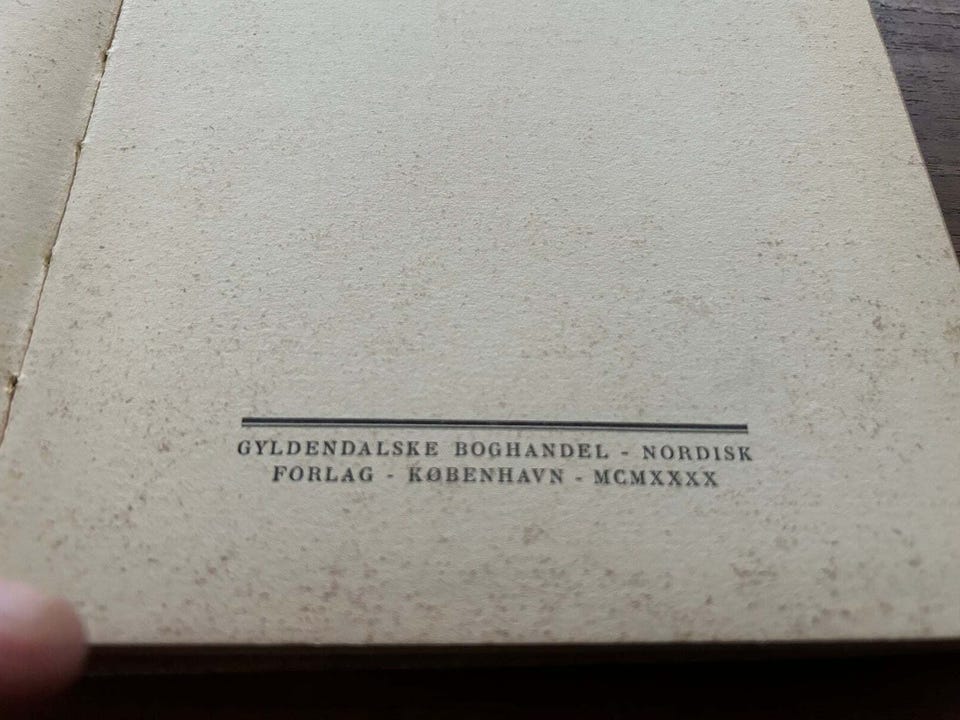 GYLDENDALSKE BOGHANDEL - NORDISK
FORLAG - KØBENHAVN - MCMXXXX